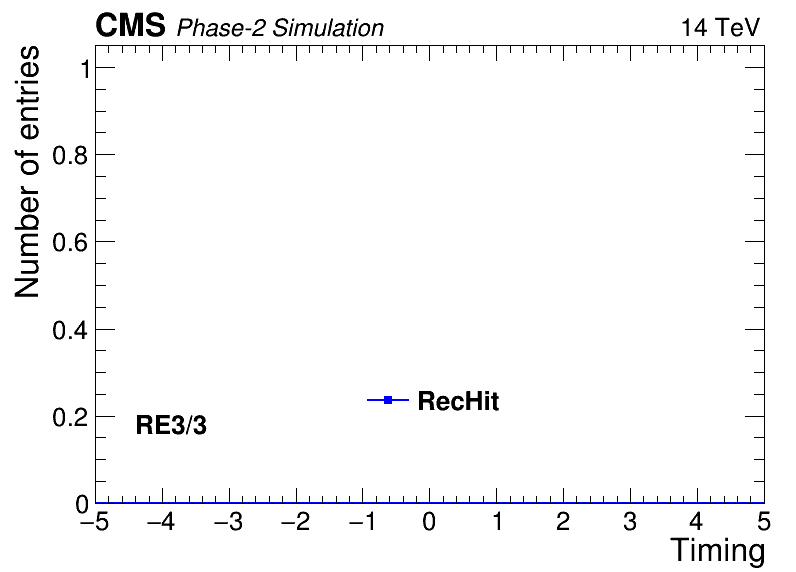 CMS Phase-2 Simulation 14 TeV
Number of entries
1
0.8
0.6
0.4
0.2
0
RecHit
RE3/3
−5 −4 −3 −2 −1 0 1 2 3 4 5
Timing